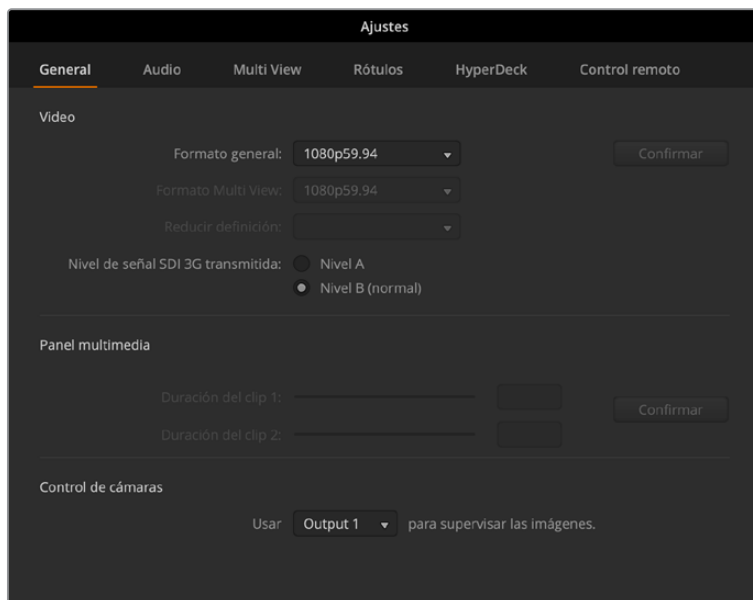 Ajustes
General Audio Multi View Rótulos HyperDeck Control remoto
Video
Formato general: 1080p59.94 Confirmar
Formato Multi View: 1080p59.94
Reducir definición:
Nivel de señal SDI 3G transmitida: Nivel A
Nivel B (normal)
Panel multimedia
Duración del clip 1:
Confirmar
Duración del clip 2:
Control de cámaras
Usar Output 1 para supervisar las imágenes.